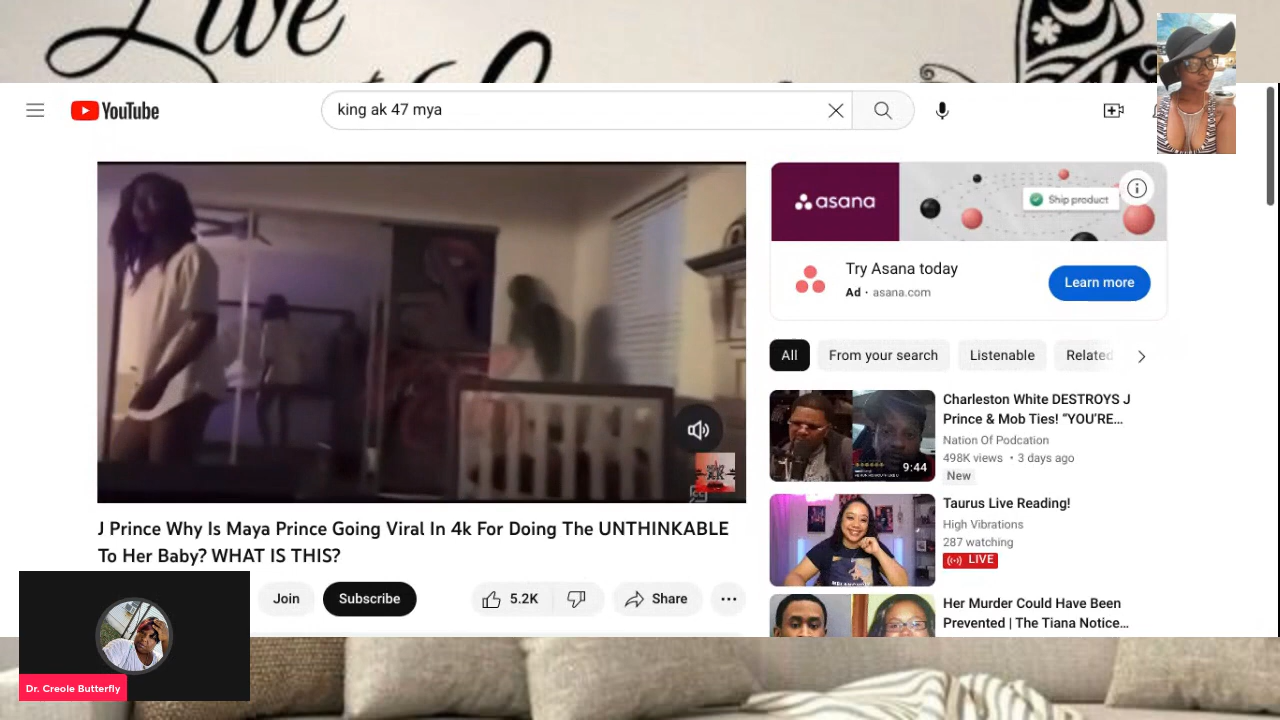 Live
YouTube
king ak 47 mya
asana
Ship product
Try Asana today
Ad · asana.com
Learn more
All
From your search
Listenable
Related
Charleston White DESTROYS J
Prince & Mob Ties! “YOU'RE...
Nation Of Podcation
498K views • 3 days ago
New
9:44
Taurus Live Reading!
High Vibrations
287 watching
LIVE
Her Murder Could Have Been
Prevented | The Tiana Notice...
J Prince Why Is Maya Prince Going Viral In 4k For Doing The UNTHINKABLE
To Her Baby? WHAT IS THIS?
Join
Subscribe
5.2K
Share
Dr. Creole Butterfly